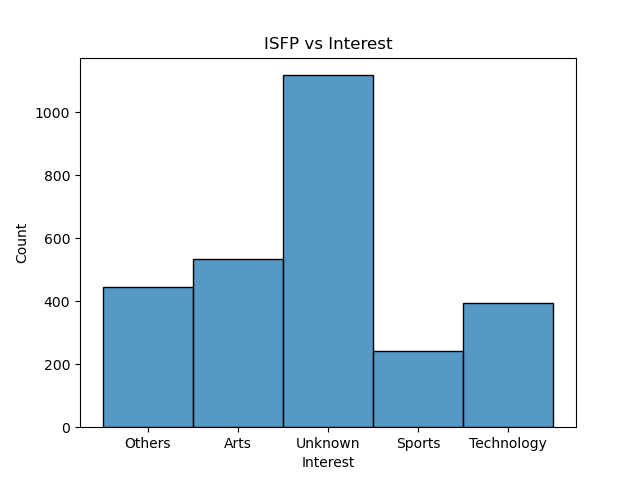 ISFP vs Interest
Count
1000
800
600
400
200
0
Others Arts Unknown Sports Technology
Interest